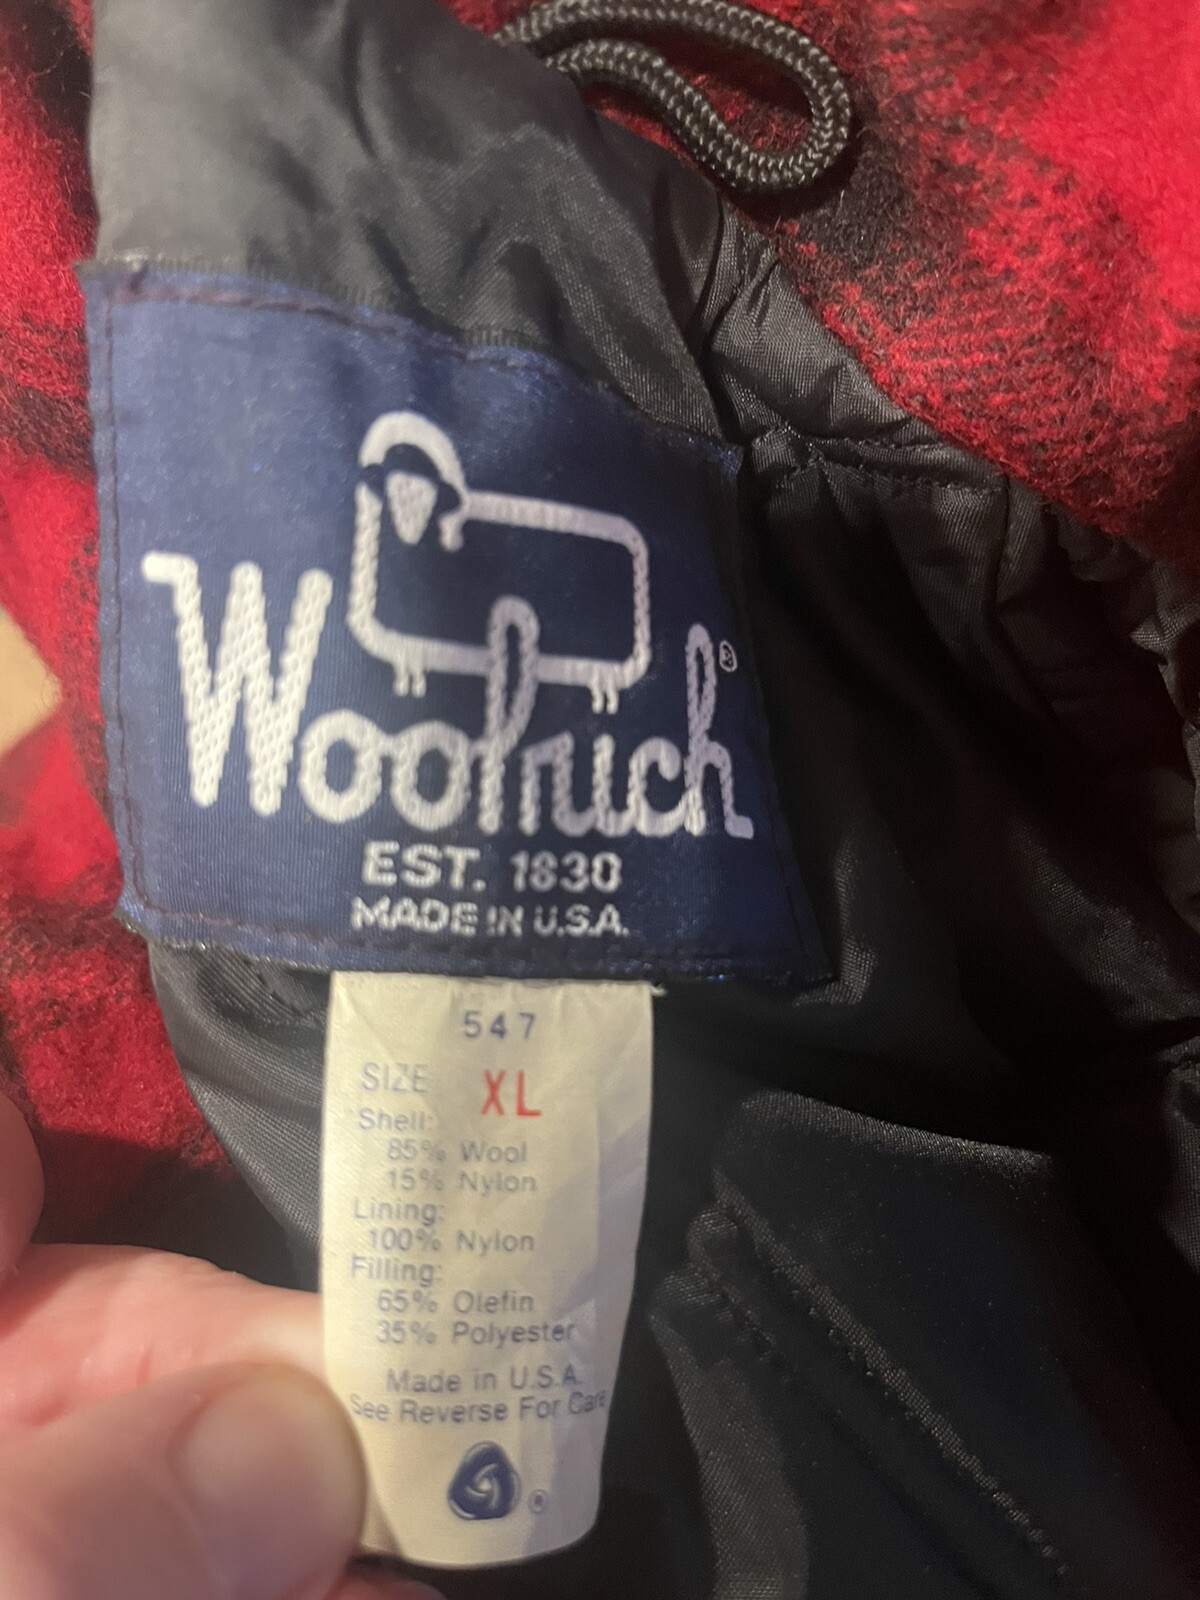 Woolrich®
EST. 1830
MADE IN U.S.A.
547
SIZE XL
Shell:
85% Wool
15% Nylon
Lining:
100% Nylon
Filling:
65% Olefin
35% Polyester
Made in U.S.A.
See Reverse For Care
®